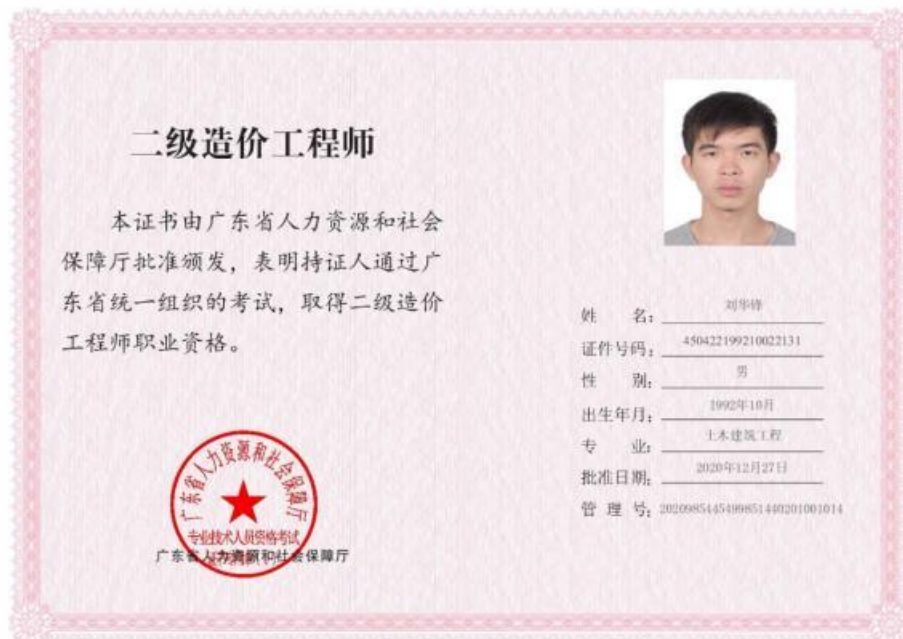 二级造价工程师
本证书由广东省人力资源和社会
保障厅批准颁发，表明持证人通过广
东省统一组织的考试，取得二级造价
工程师职业资格。
广东省人力资源和社会保障厅
专业技术人员资格考试
广东省人力资源和社会保障厅
姓 名：刘华锋
证件号码：450422199210022131
性 别：男
出生年月：1992年10月
专 业：土木建筑工程
批准日期：2020年12月27日
管 理 号：